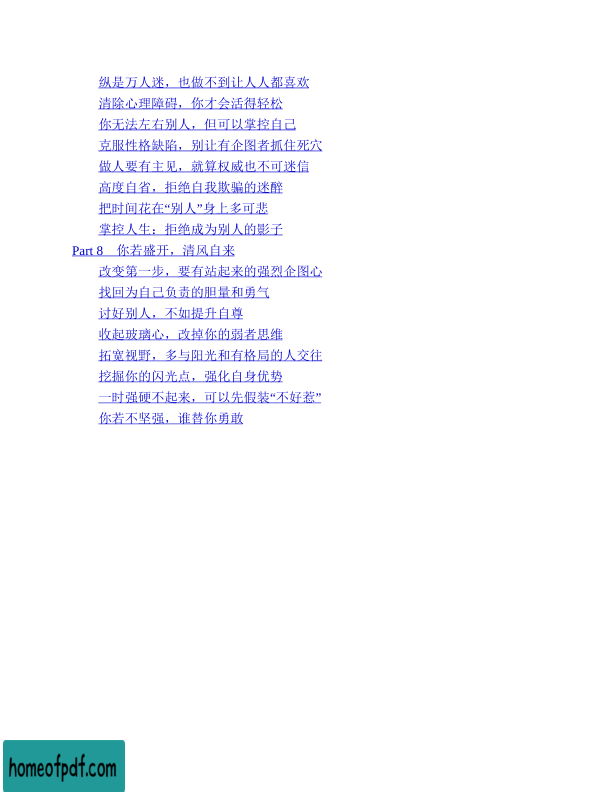 纵是万人迷，也做不到让人人都喜欢
清除心理障碍，你才会活得轻松
你无法左右别人，但可以掌控自己
克服性格缺陷，别让有企图者抓住死穴
做人要有主见，就算权威也不可迷信
高度自省，拒绝自我欺骗的迷醉
把时间花在“别人”身上多可悲
掌控人生：拒绝成为别人的影子
Part 8　你若盛开，清风自来
改变第一步，要有站起来的强烈企图心
找回为自己负责的胆量和勇气
讨好别人，不如提升自尊
收起玻璃心，改掉你的弱者思维
拓宽视野，多与阳光和有格局的人交往
挖掘你的闪光点，强化自身优势
一时强硬不起来，可以先假装“不好惹”
你若不坚强，谁替你勇敢
homeofpdf.com